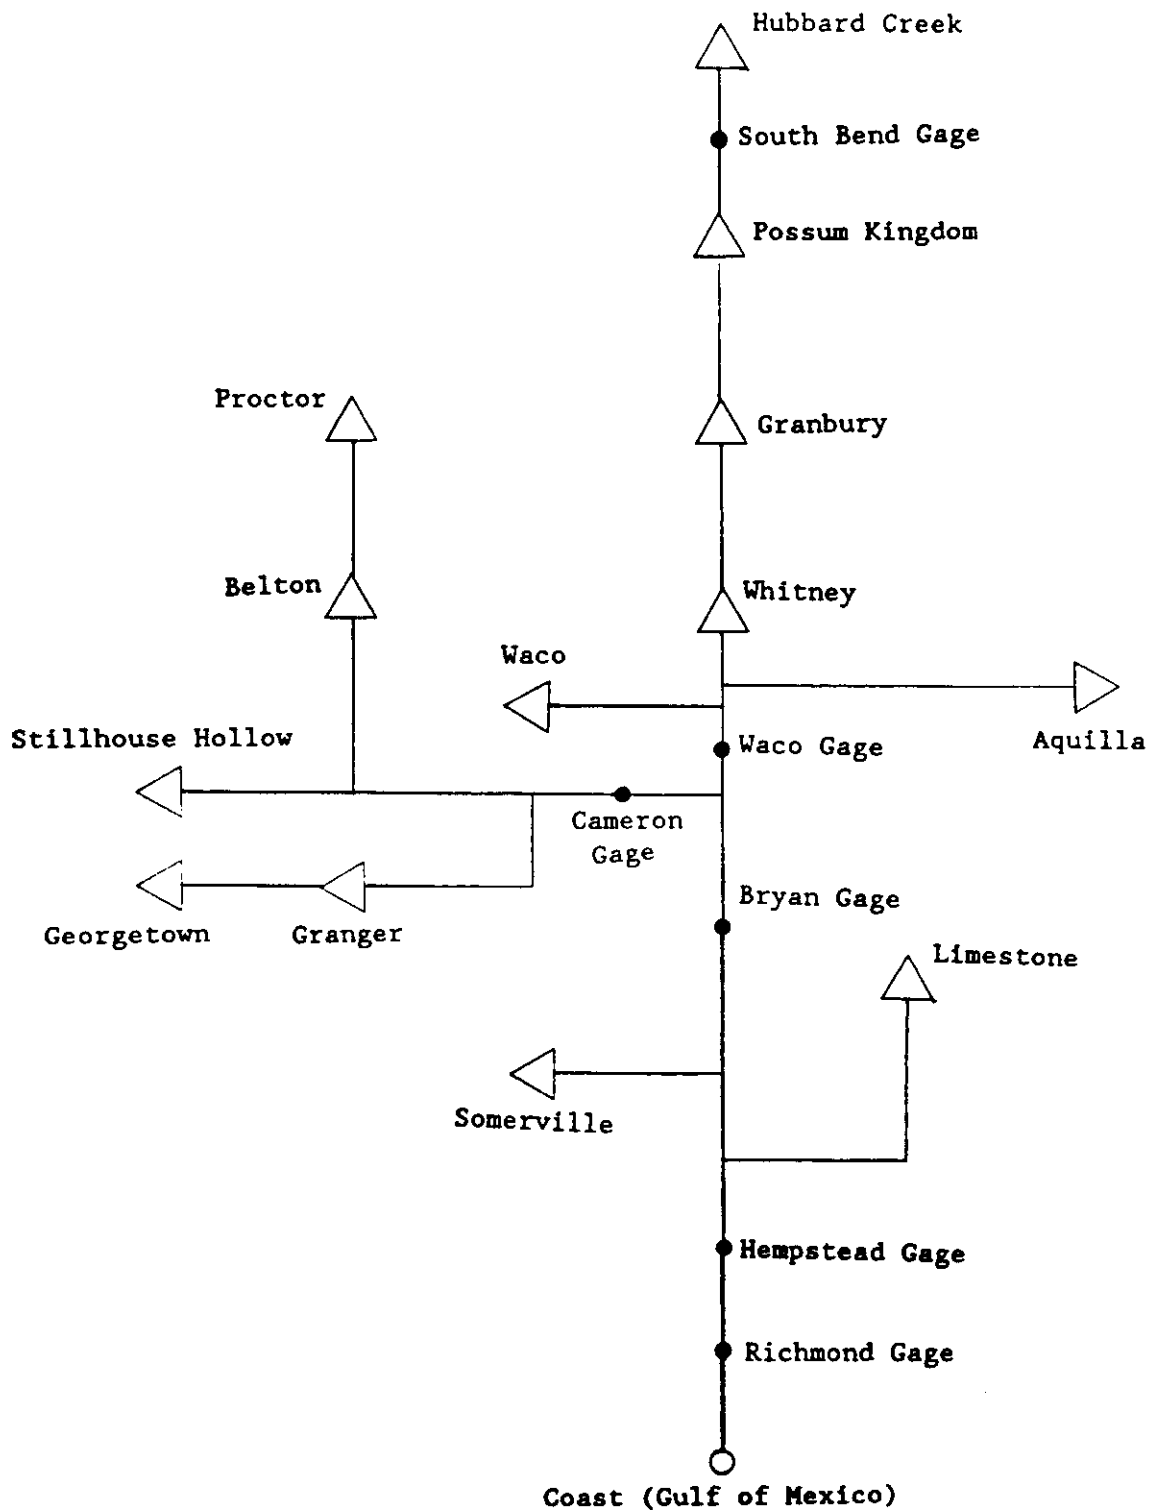 Hubbard Creek
South Bend Gage
Possum Kingdom
Proctor
Granbury
Belton
Whitney
Waco
Stillhouse Hollow
Waco Gage
Aquilla
Cameron
Gage
Bryan Gage
Georgetown
Granger
Limestone
Somerville
Hempstead Gage
Richmond Gage
Coast (Gulf of Mexico)